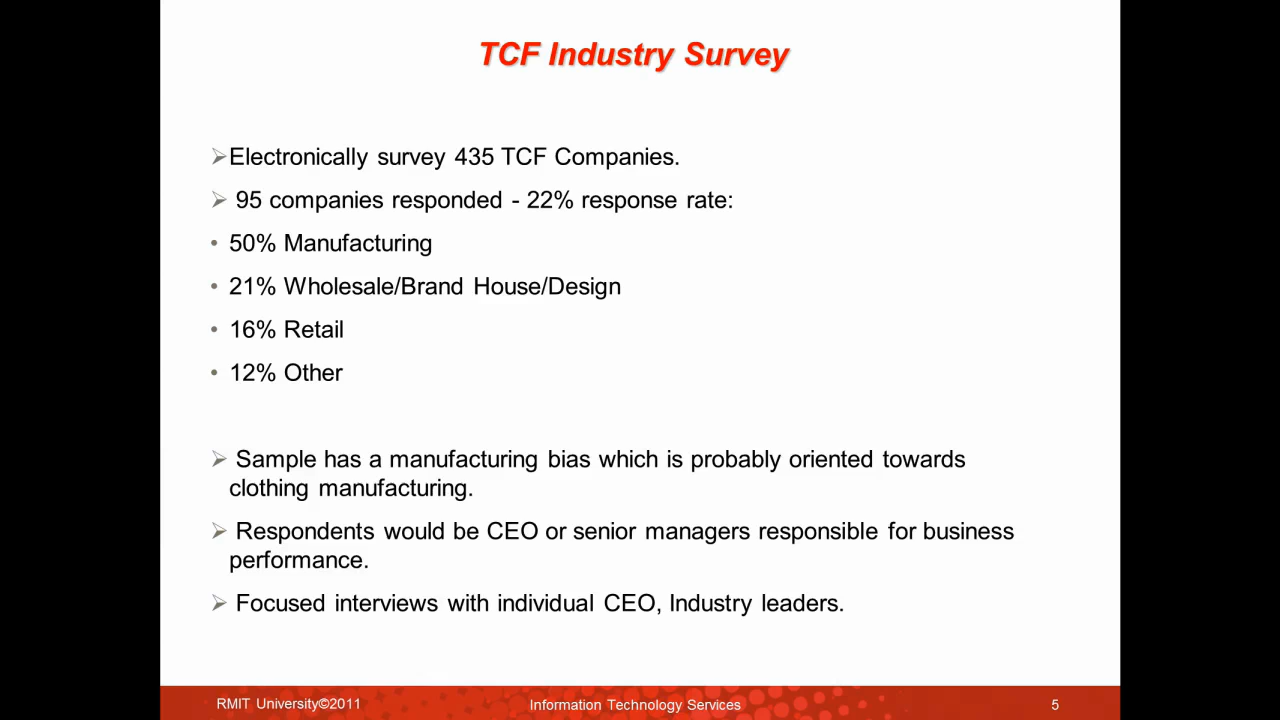 TCF Industry Survey
➢Electronically survey 435 TCF Companies.
➢ 95 companies responded - 22% response rate:
• 50% Manufacturing
• 21% Wholesale/Brand House/Design
• 16% Retail
• 12% Other
➢ Sample has a manufacturing bias which is probably oriented towards
clothing manufacturing.
➢ Respondents would be CEO or senior managers responsible for business
performance.
➢ Focused interviews with individual CEO, Industry leaders.
RMIT University©2011
Information Technology Services
5